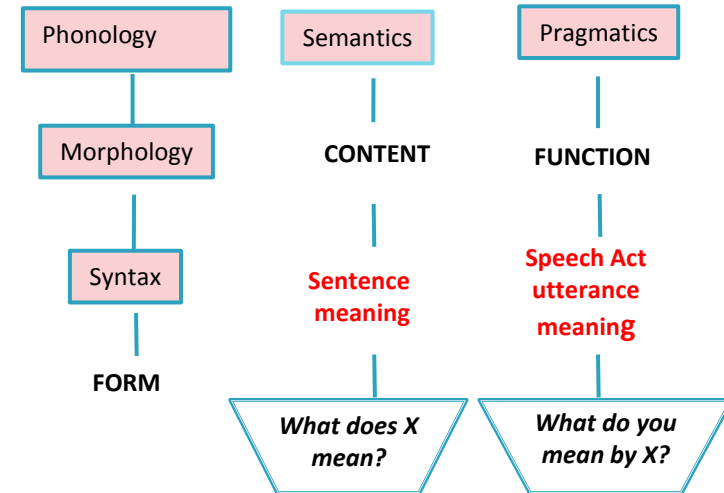 Phonology
Morphology
Syntax
FORM
Semantics
CONTENT
Sentence
meaning
What does X
mean?
Pragmatics
FUNCTION
Speech Act
utterance
meaning
What do you
mean by X?